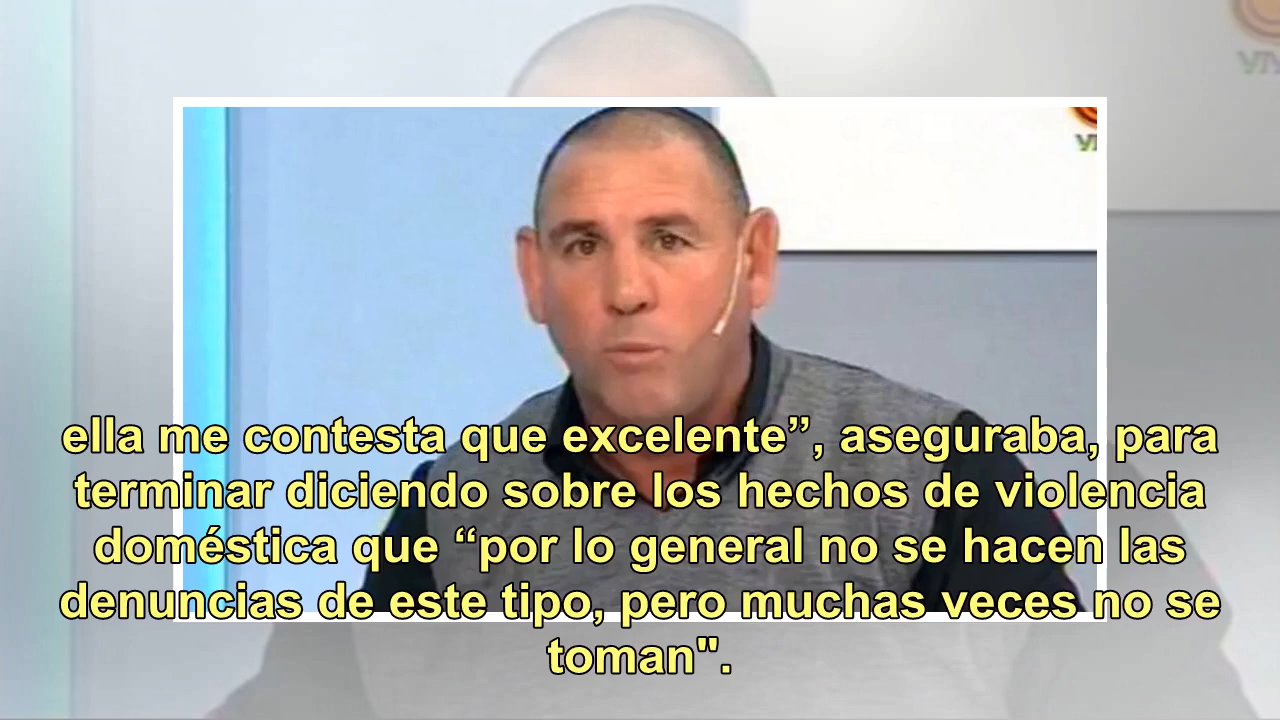 ella me contesta que excelente”, aseguraba, para
terminar diciendo sobre los hechos de violencia
doméstica que “por lo general no se hacen las
denuncias de este tipo, pero muchas veces no se
toman".